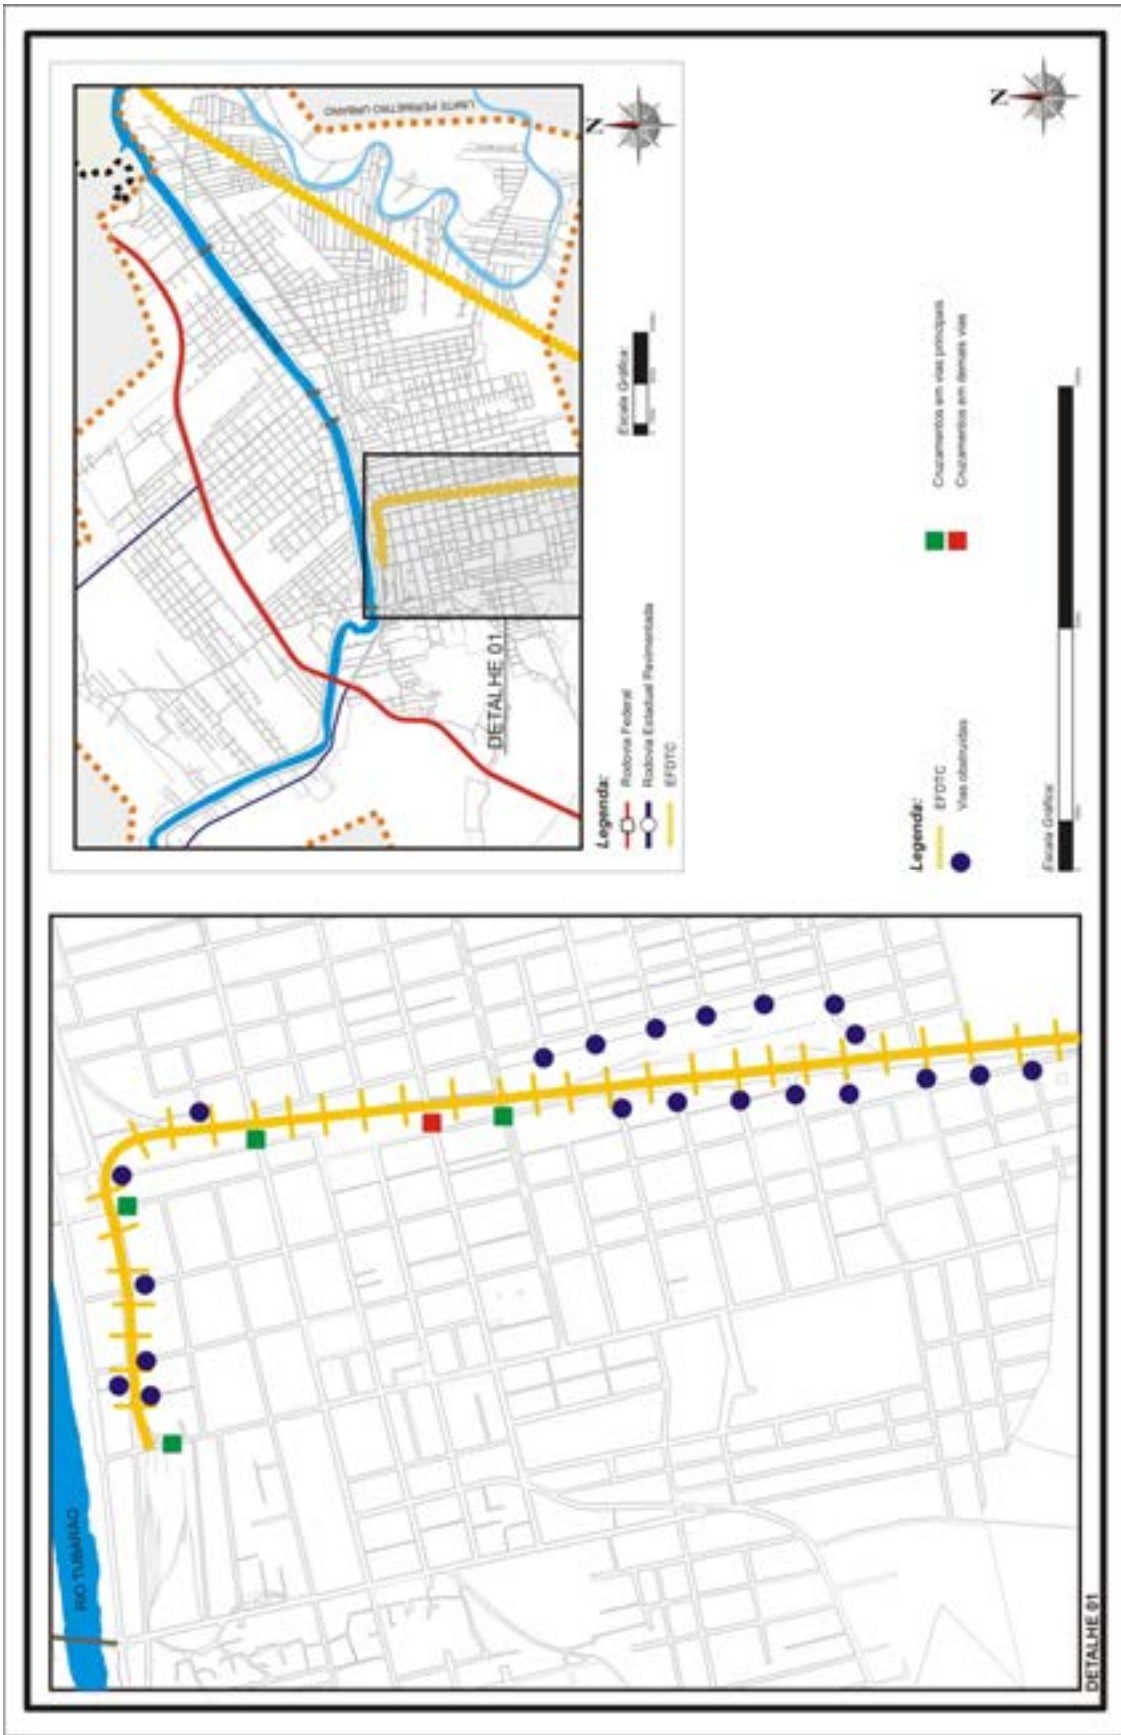 LIMITE PERÍMETRO URBANO
N
DETALHE 01
Escala Gráfica:
Legenda:
Rodovia Federal
Rodovia Estadual Pavimentada
EFDTC
N
Legenda:
EFDTC
Vias obstruídas
Cruzamentos em vias principais
Cruzamentos em demais vias
Escala Gráfica:
RIO TUBARÃO
DETALHE 01